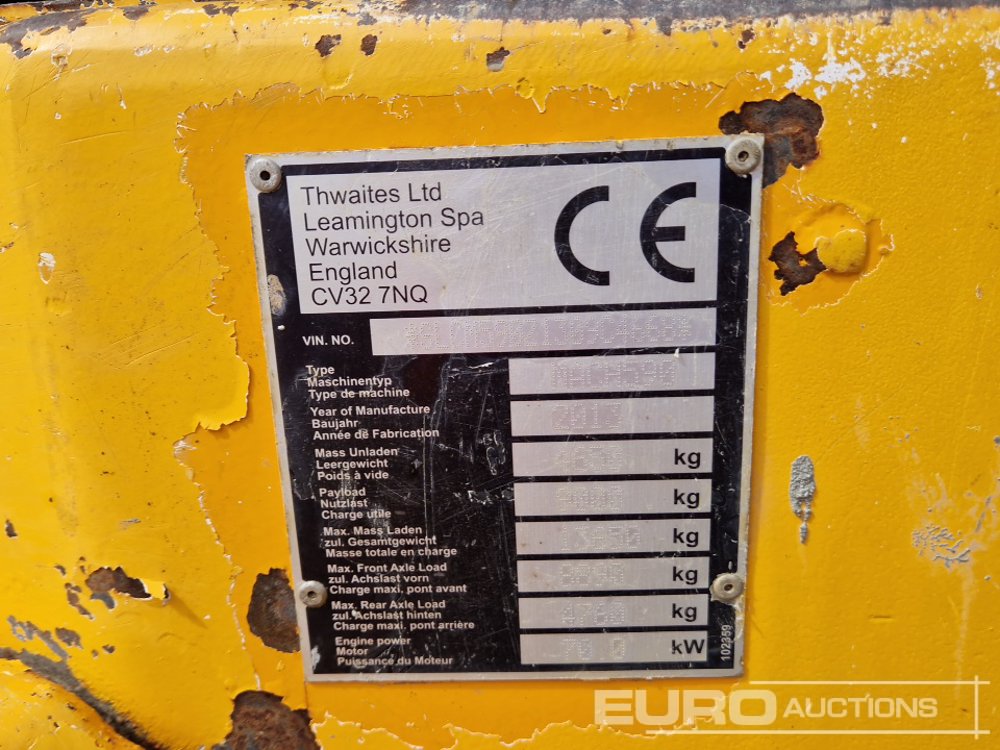 Thwaites Ltd
Leamington Spa
Warwickshire
England
CV32 7NQ
CE
VIN. NO.
Type
Maschinentyp
Type de machine
MACH590
Year of Manufacture
Baujahr
Année de Fabrication
2013
Mass Unladen
Leergewicht
Poids à vide
kg
Payload
Nutzlast
Charge utile
9000 kg
Max. Mass Laden
zul. Gesamtgewicht
Masse totale en charge
kg
Max. Front Axle Load
zul. Achslast vorn
Charge maxi. pont avant
kg
Max. Rear Axle Load
zul. Achslast hinten
Charge maxi. pont arrière
4760 kg
Engine power
Motor
Puissance du Moteur
kW
102359
EURO AUCTIONS